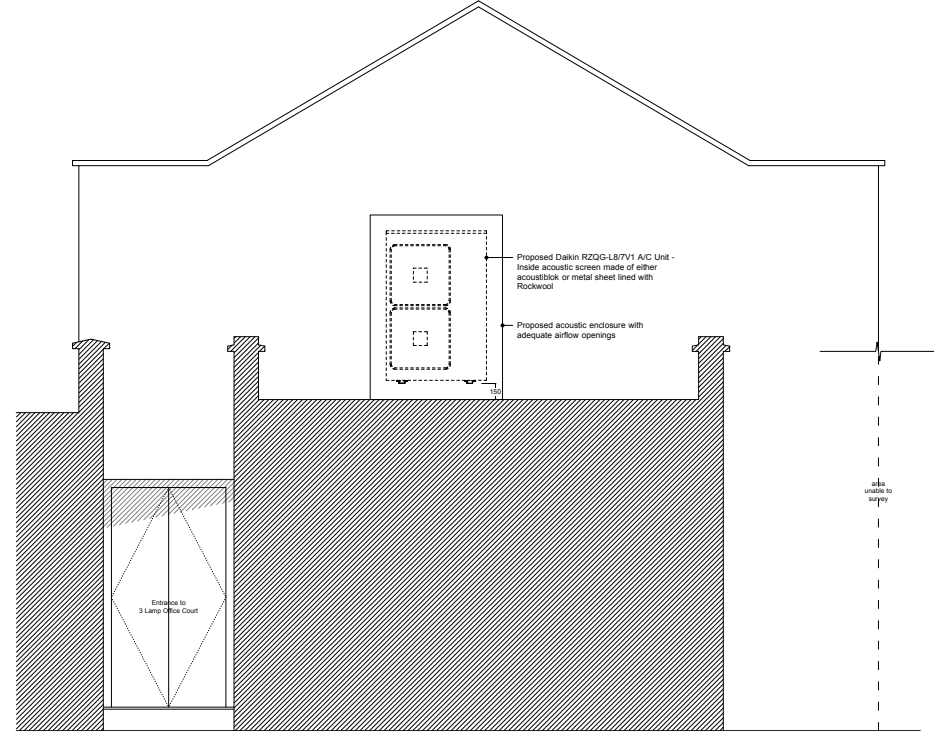 Proposed Daikin RZQG-L8/7V1 A/C Unit -
Inside acoustic screen made of either
acoustiblok or metal sheet lined with
Rockwool
Proposed acoustic enclosure with
adequate airflow openings
150
area
unable to
survey
Entrance to
3 Lamp Office Court